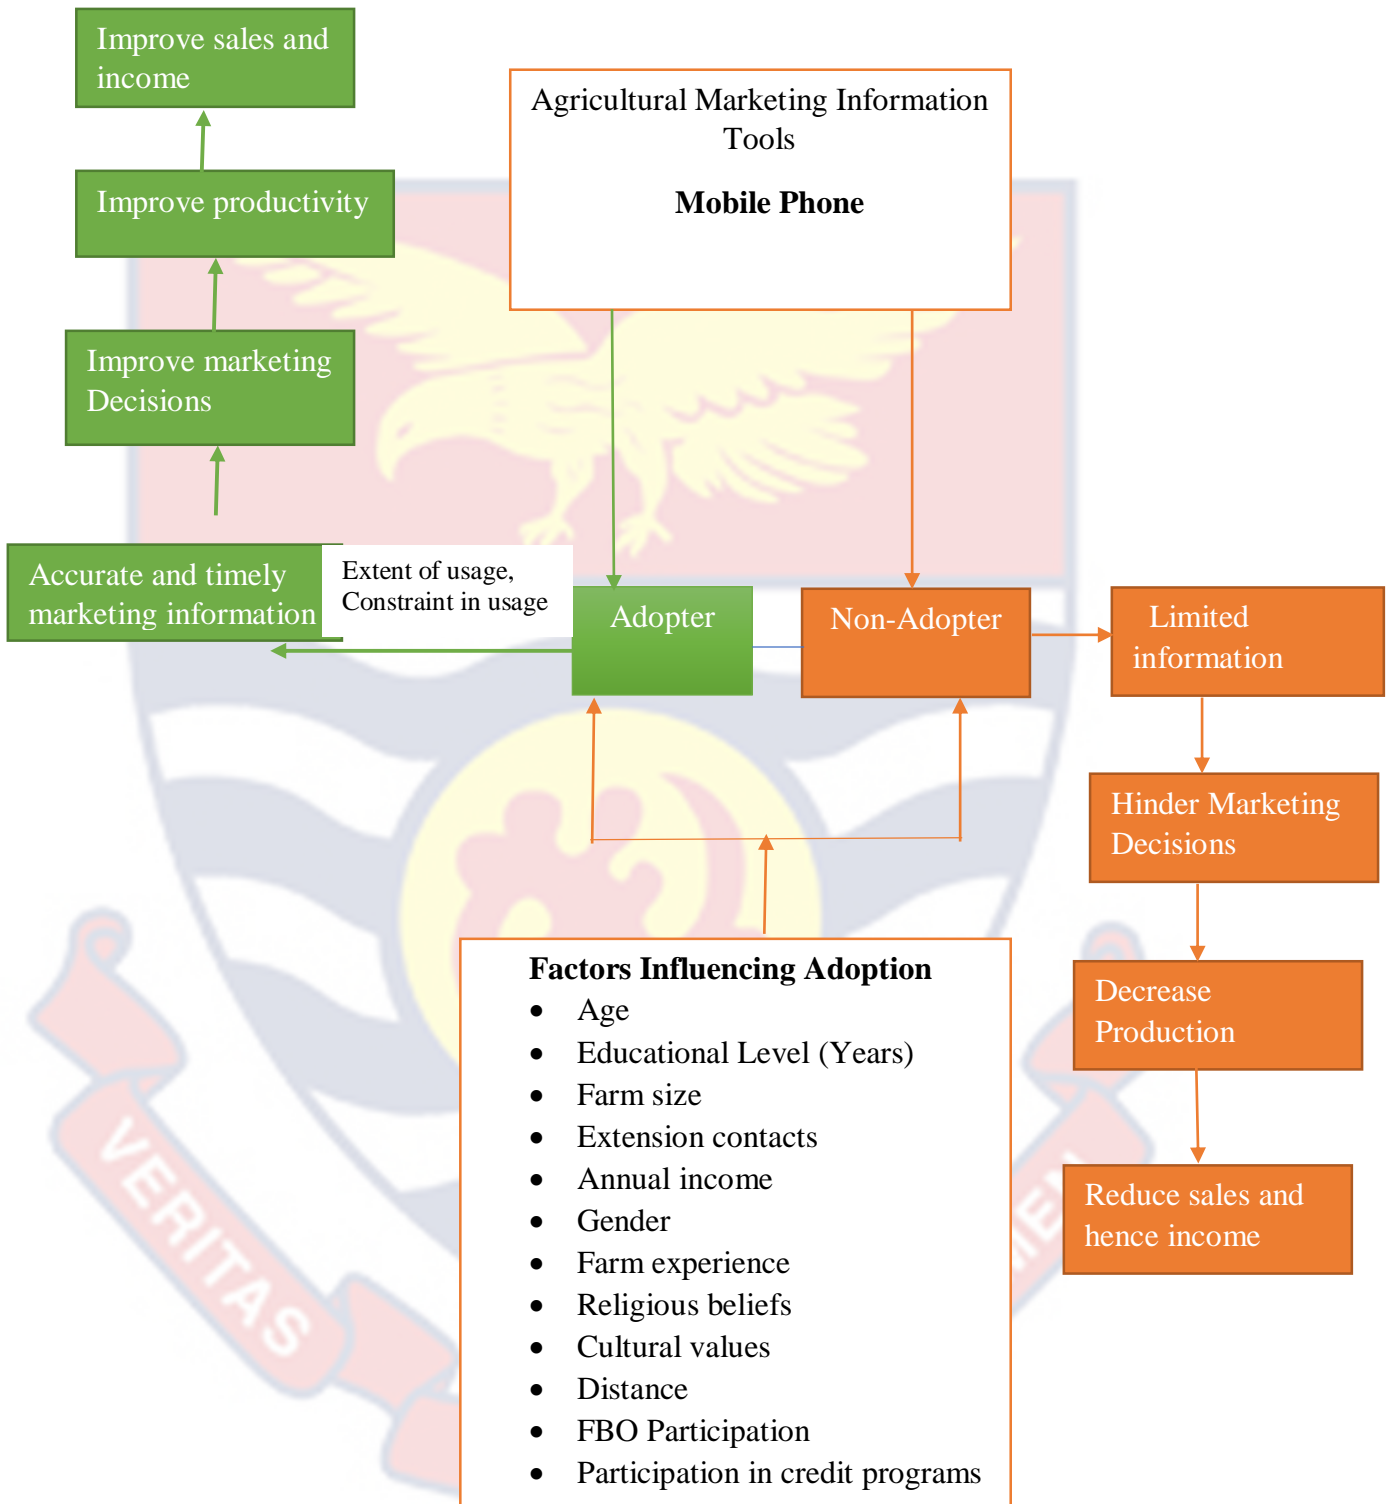 Improve sales and
income
Agricultural Marketing Information
Tools
Mobile Phone
Improve productivity
Improve marketing
Decisions
Accurate and timely
marketing information
Extent of usage,
Constraint in usage
Adopter
Non-Adopter
Limited
information
Hinder Marketing
Decisions
Decrease
Production
Reduce sales and
hence income
Factors Influencing Adoption
• Age
• Educational Level (Years)
• Farm size
• Extension contacts
• Annual income
• Gender
• Farm experience
• Religious beliefs
• Cultural values
• Distance
• FBO Participation
• Participation in credit programs
VERITAS
MEN